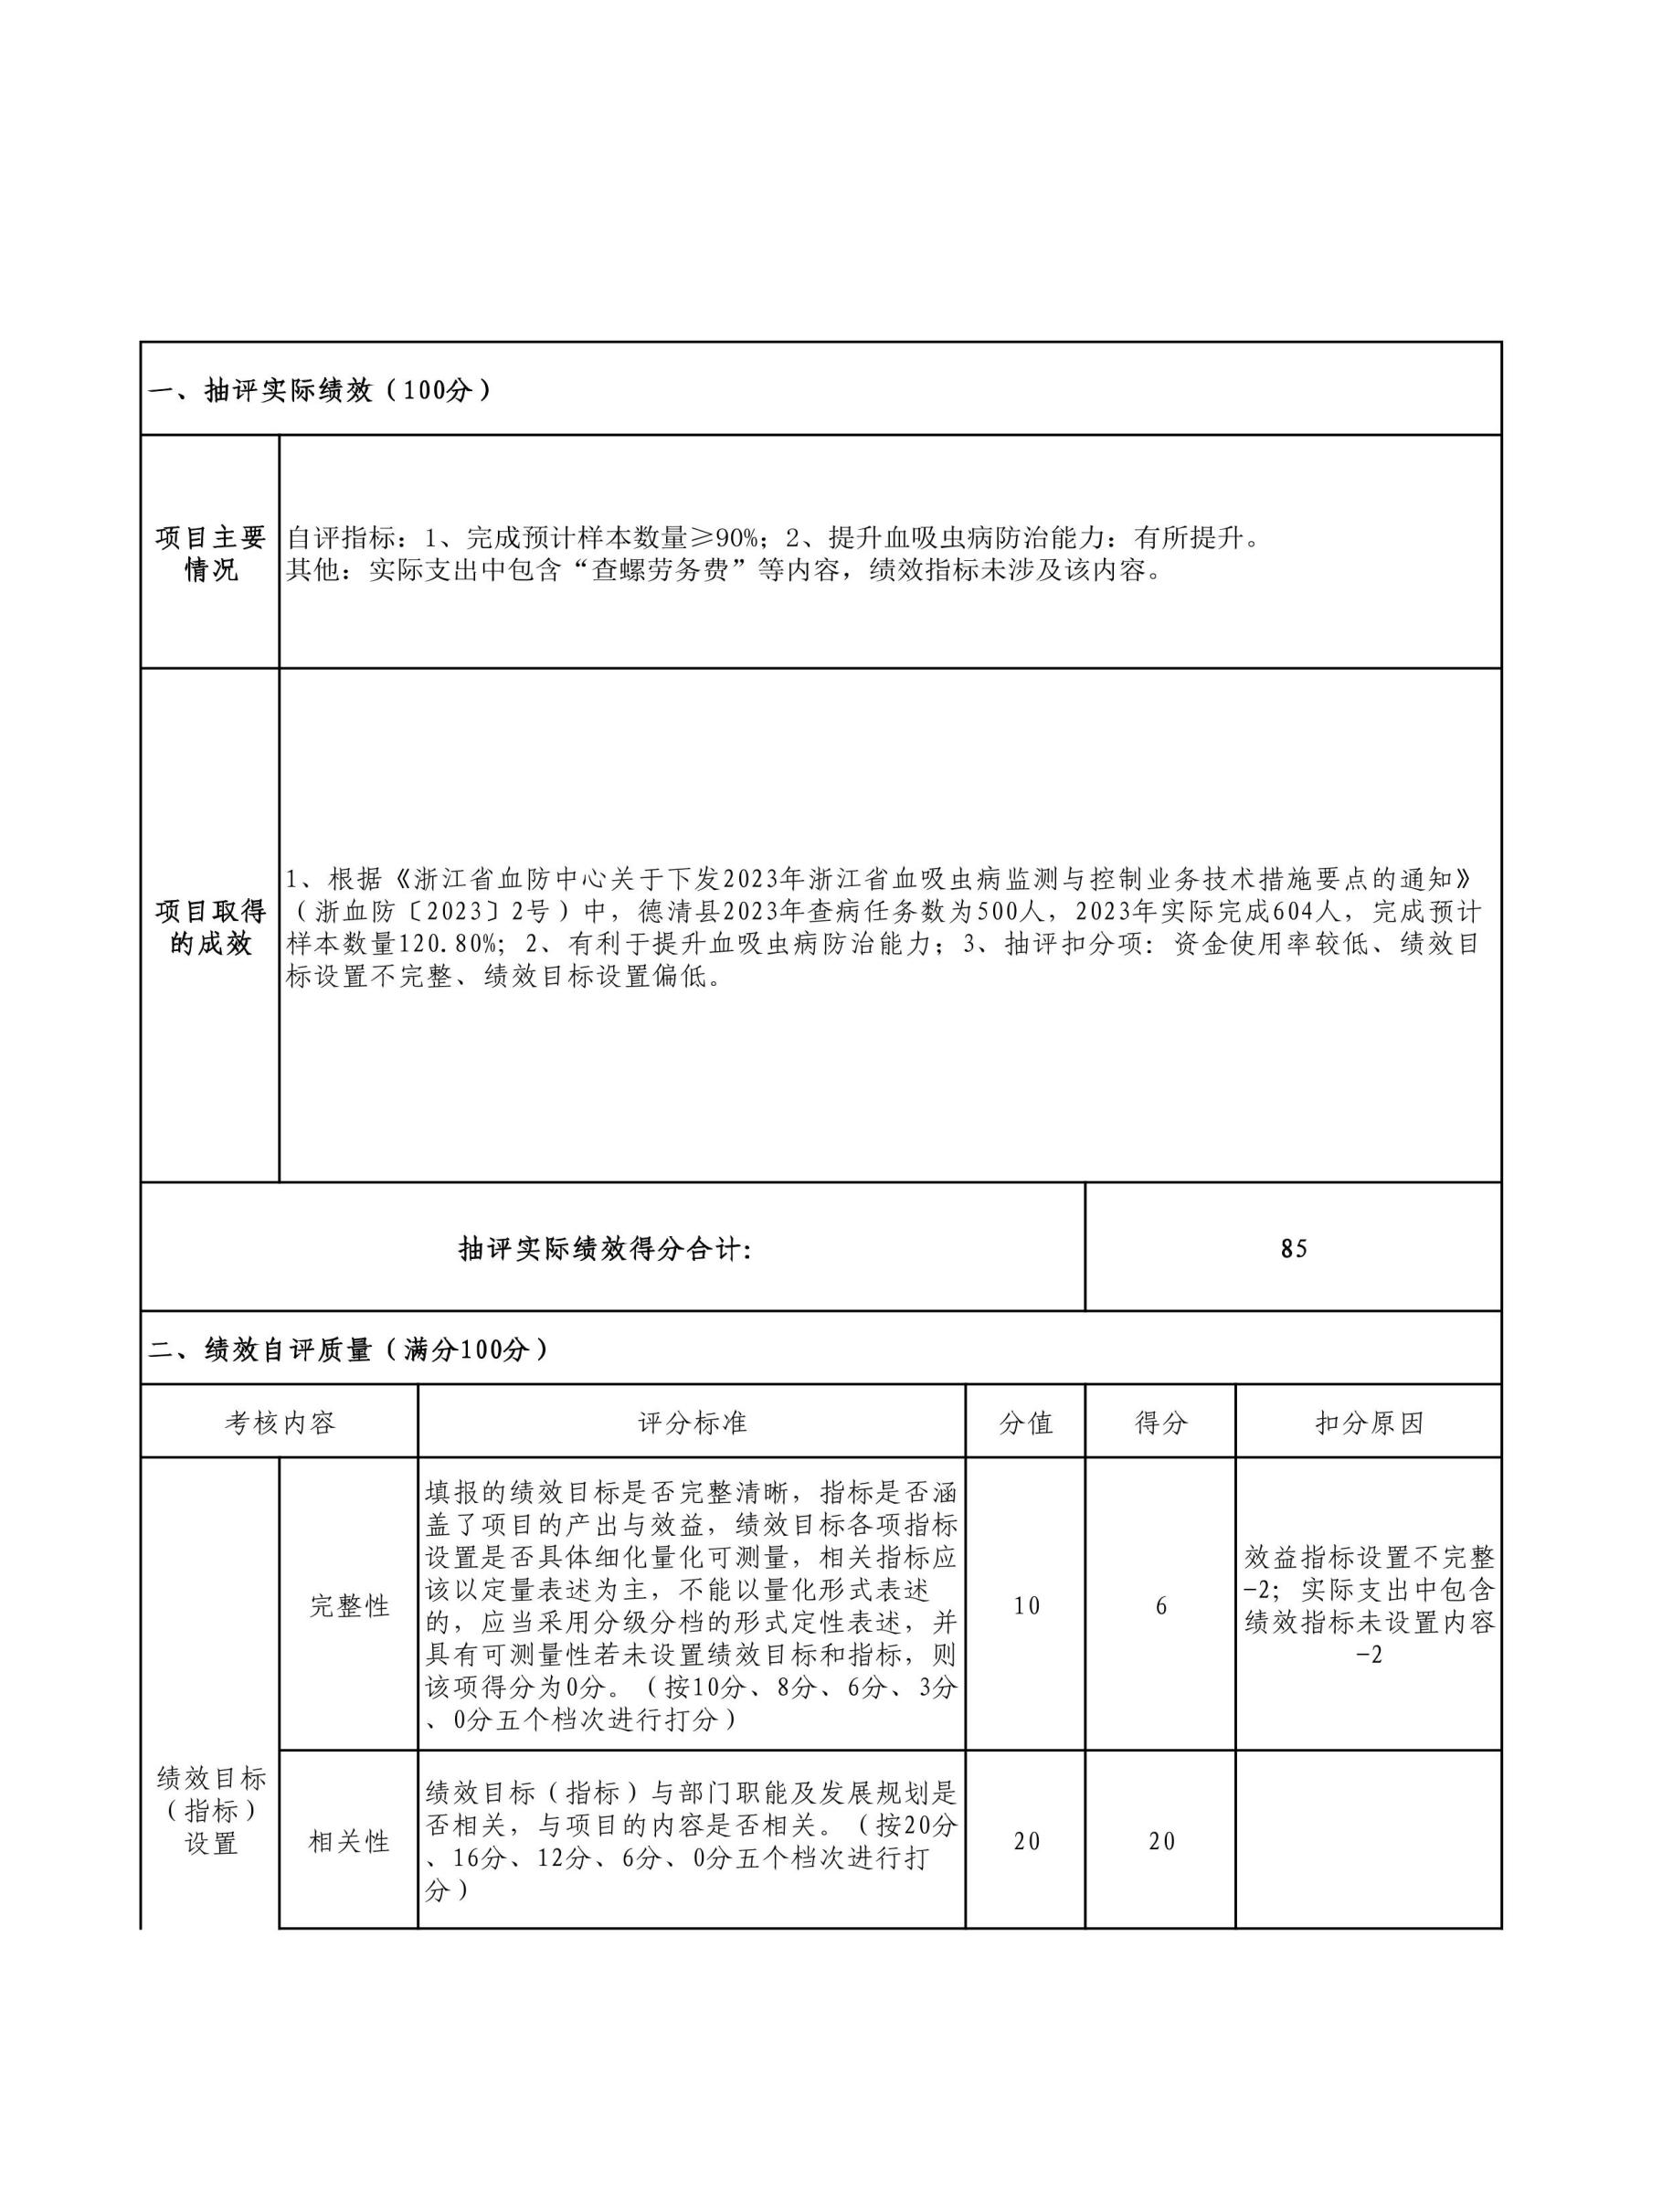 一、抽评实际绩效（100分）
项目主要
情况
自评指标：1、完成预计样本数量≥90%；2、提升血吸虫病防治能力：有所提升。
其他：实际支出中包含“查螺劳务费”等内容，绩效指标未涉及该内容。
项目取得
的成效
1、根据《浙江省血防中心关于下发2023年浙江省血吸虫病监测与控制业务技术措施要点的通知》
（浙血防〔2023〕2号）中，德清县2023年查病任务数为500人，2023年实际完成604人，完成预计
样本数量120.80%；2、有利于提升血吸虫病防治能力；3、抽评扣分项：资金使用率较低、绩效目
标设置不完整、绩效目标设置偏低。
抽评实际绩效得分合计：
85
二、绩效自评质量（满分100分）
考核内容
评分标准
分值
得分
扣分原因
绩效目标
（指标）
设置
完整性
填报的绩效目标是否完整清晰，指标是否涵
盖了项目的产出与效益，绩效目标各项指标
设置是否具体细化量化可测量，相关指标应
该以定量表述为主，不能以量化形式表述
的，应当采用分级分档的形式定性表述，并
具有可测量性若未设置绩效目标和指标，则
该项得分为0分。（按10分、8分、6分、3分
、0分五个档次进行打分）
10
6
效益指标设置不完整
-2；实际支出中包含
绩效指标未设置内容
-2
相关性
绩效目标（指标）与部门职能及发展规划是
否相关，与项目的内容是否相关。（按20分
、16分、12分、6分、0分五个档次进行打
分）
20
20